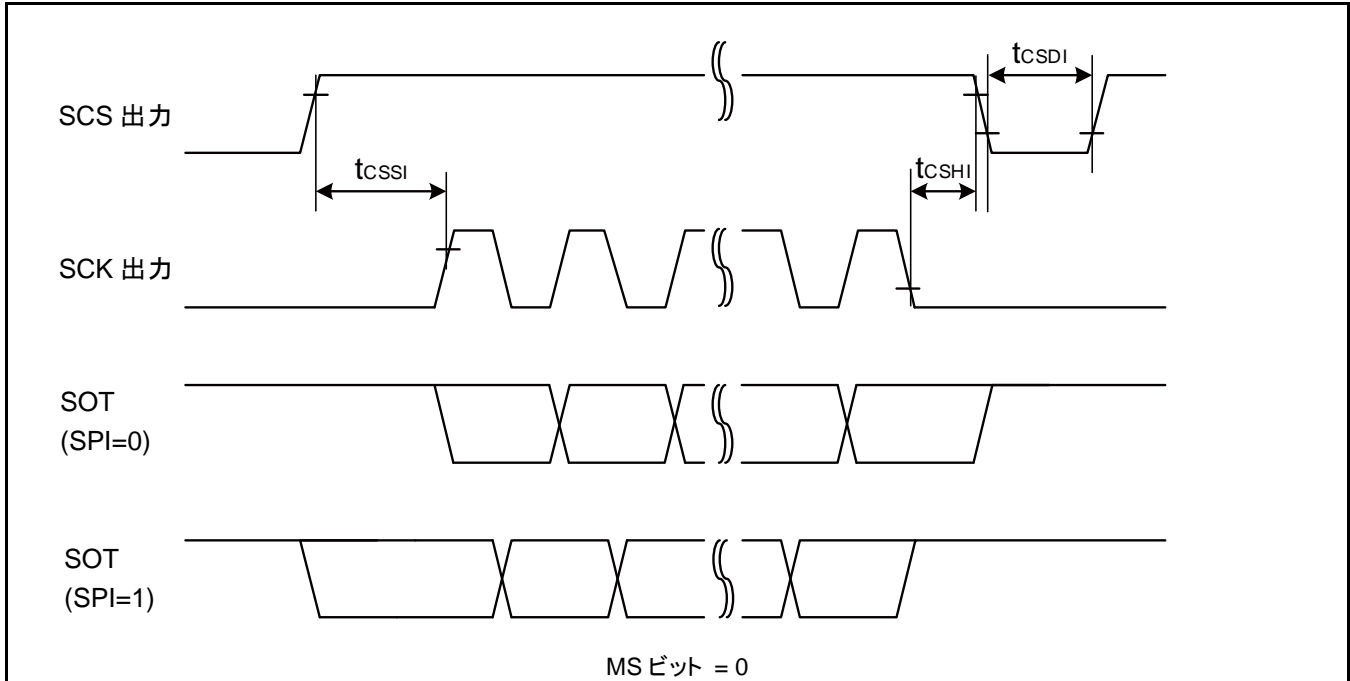 SCS 出力
tCSDI
tCSSI
tCSHI
SCK 出力
SOT
(SPI=0)
SOT
(SPI=1)
MS ビット = 0